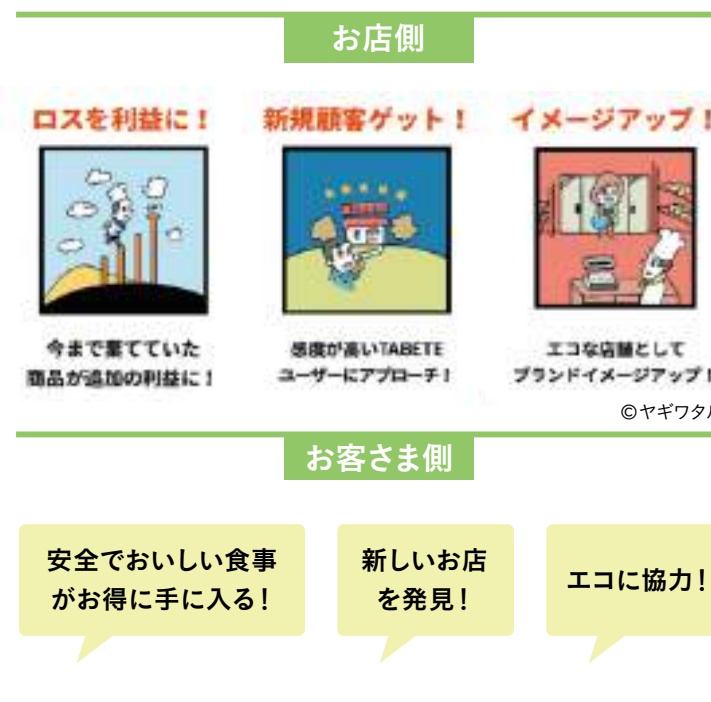 お店側
ロスを利益に!
新規顧客ゲット!
イメージアップ!
今まで棄てていた
商品が追加の利益に!
感度が高いTABETE
ユーザーにアプローチ!
エコな店舗として
ブランドイメージアップ!
©ヤギワタル
お客さま側
安全でおいしい食事
がお得に手に入る!
新しいお店
を発見!
エコに協力!